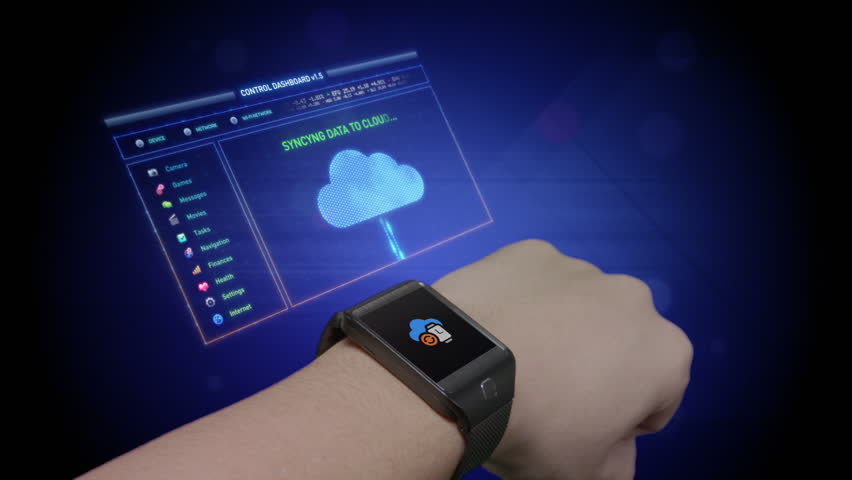 CONTROL DASHBOARD v1.5
DEVICE NETWORK WI-FI NETWORK
Camera
Games
Messages
Movies
Tasks
Navigation
Finances
Health
Settings
Internet
SYNCYNG DATA TO CLOUD...